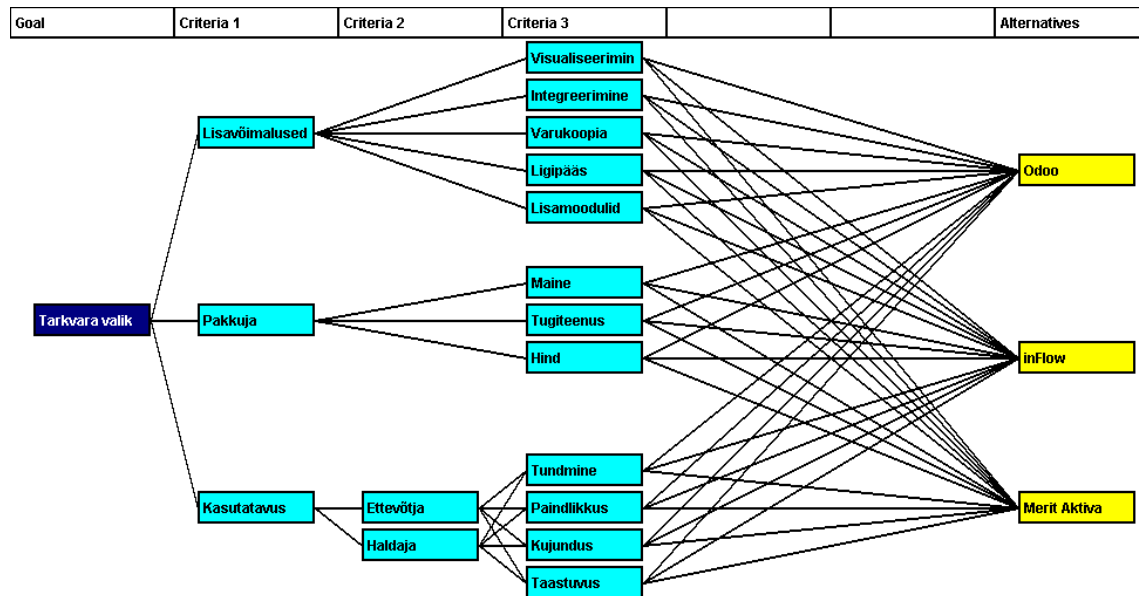 Goal
Criteria 1
Criteria 2
Criteria 3
Alternatives
Visualiseerimin
Integreerimine
Lisavõimalused
Varukoopia
Ligipääs
Odoo
Lisamoodulid
Maine
Tarkvara valik
Pakkuja
Tugiteenus
Hind
inFlow
Tundmine
Kasutatavus
Ettevõtja
Paindlikkus
Merit Aktiva
Haldaja
Kujundus
Taastuvus